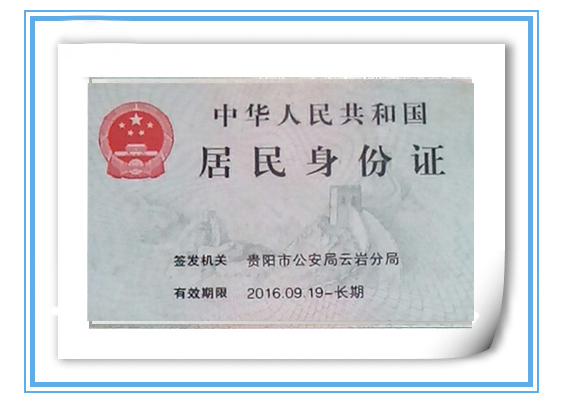 中华人民共和国
居民身份证
签发机关 贵阳市公安局云岩分局
有效期限 2016.09.19-长期